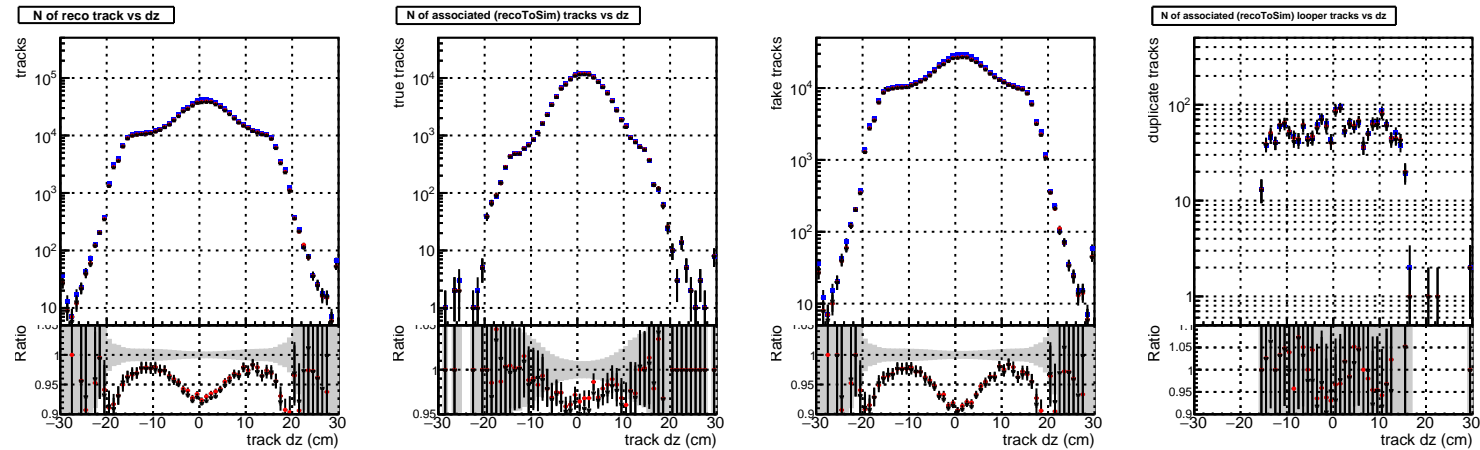 N of reco track vs dz
tracks
10⁵
10⁴
10³
10²
10
Ratio
1
0.95
0.9
−30 −20 −10 0 10 20 30
track dz (cm)
N of associated (recoToSim) tracks vs dz
true tracks
10⁴
10³
10²
10
1
Ratio
1.05
1
0.95
−30 −20 −10 0 10 20 30
track dz (cm)
fake tracks
10⁴
10³
10²
10
Ratio
1
0.95
0.9
−30 −20 −10 0 10 20 30
track dz (cm)
N of associated (recoToSim) looper tracks vs dz
duplicate tracks
10²
10
1
Ratio
1.1
1.05
1
0.95
0.9
−30 −20 −10 0 10 20 30
track dz (cm)